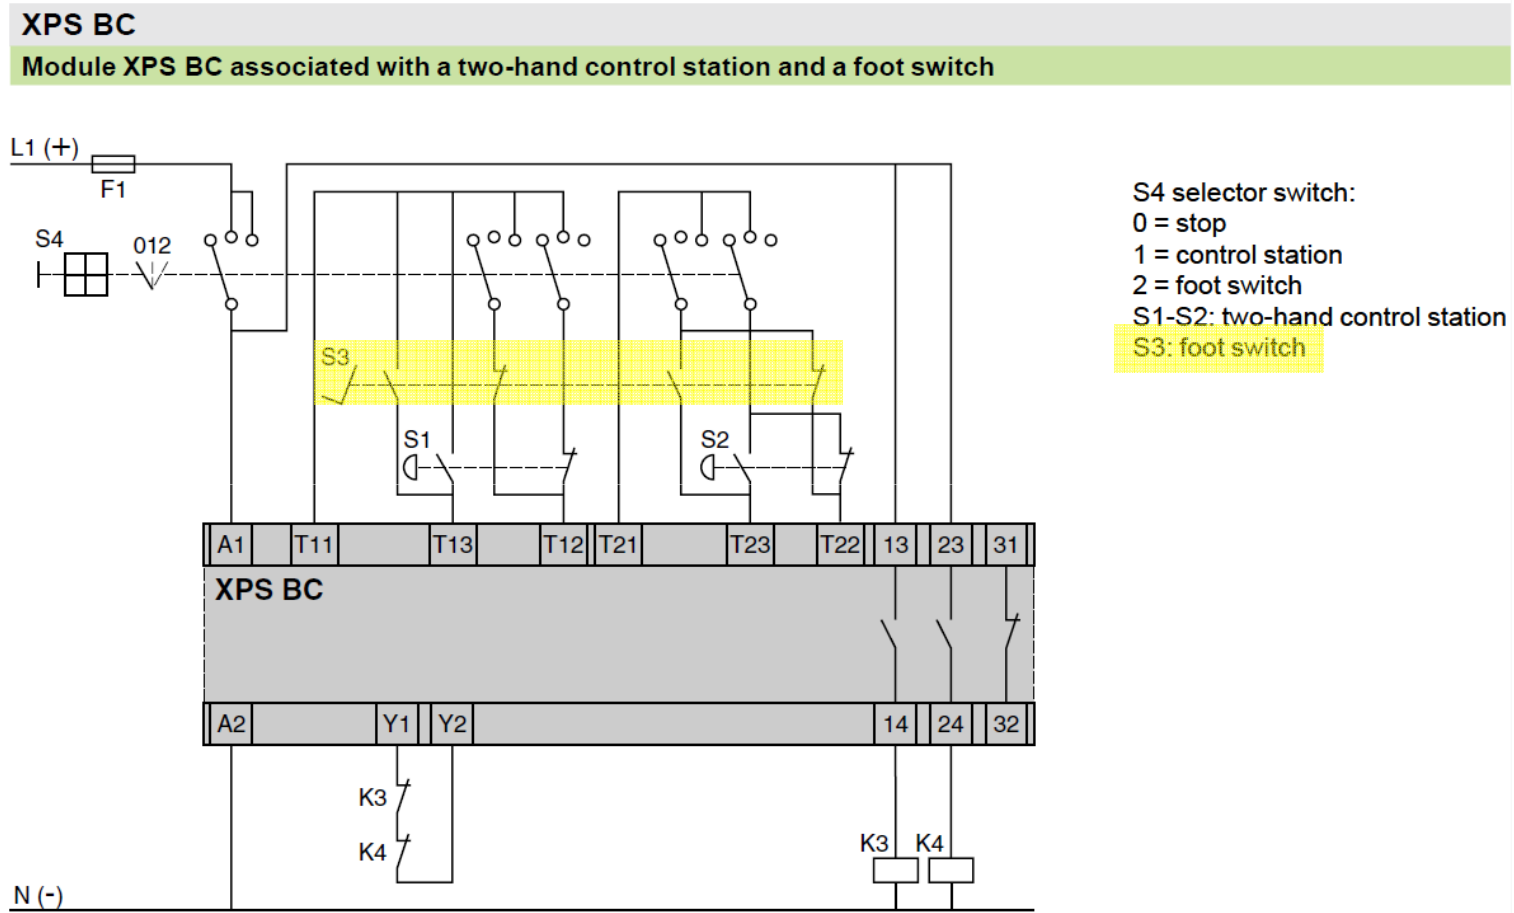 XPS BC
Module XPS BC associated with a two-hand control station and a foot switch
L1 (+)
F1
S4
012
S4 selector switch:
0 = stop
1 = control station
2 = foot switch
S1-S2: two-hand control station
S3: foot switch
S3
S1
S2
A1 T11 T13 T12 T21 T23 T22 13 23 31
XPS BC
A2 Y1 Y2 14 24 32
K3
K4
K3 K4
N (-)